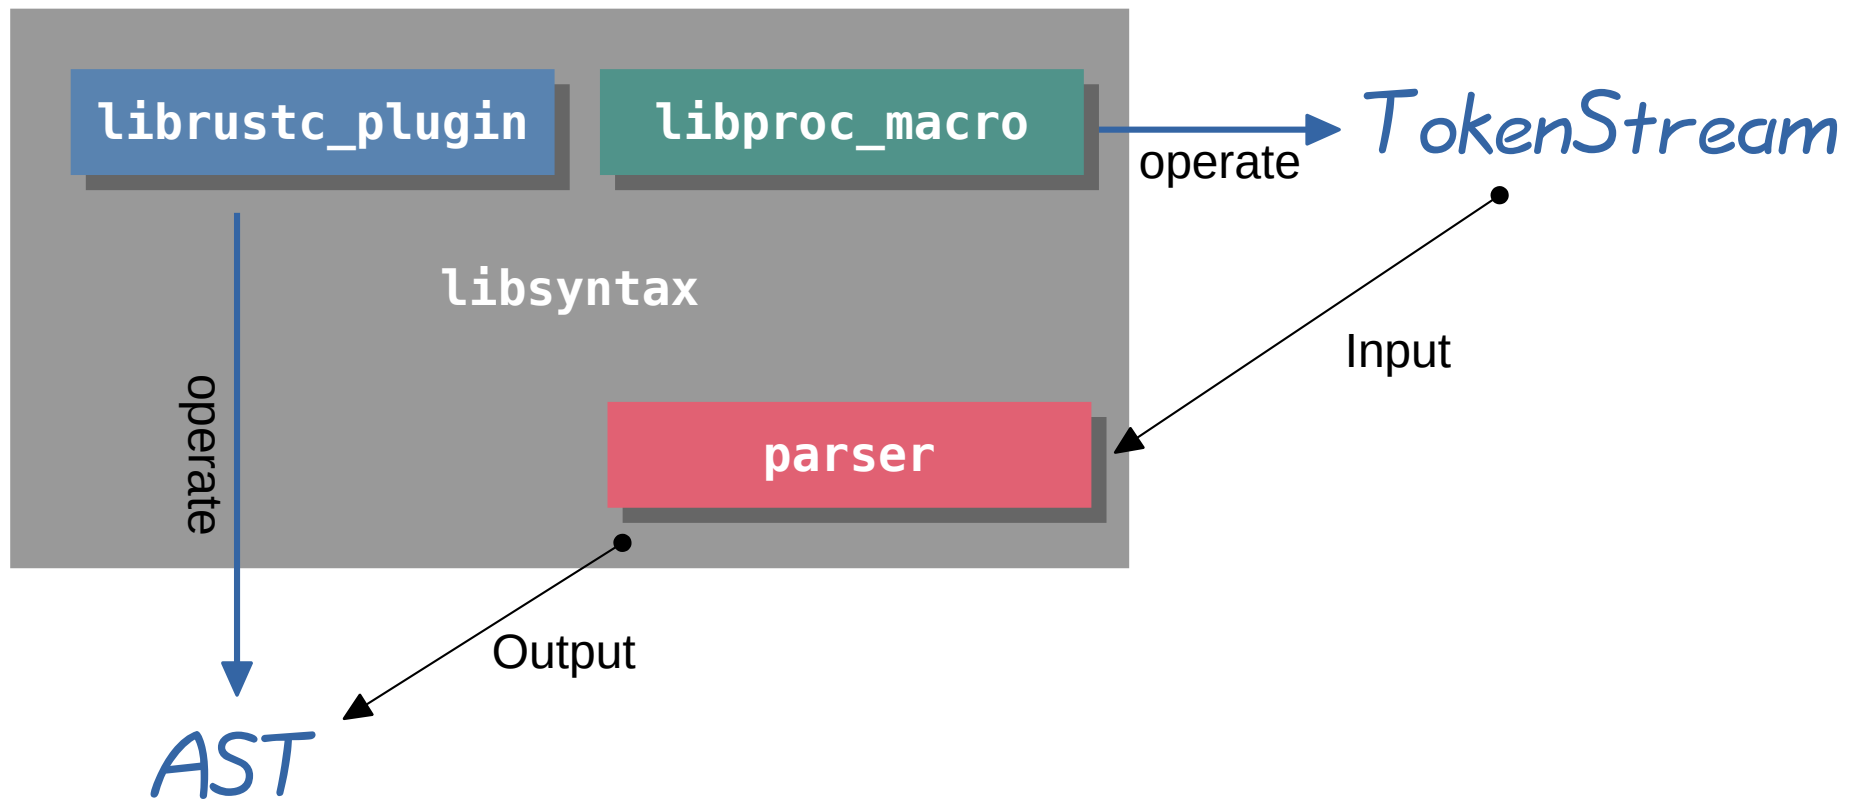 librustc_plugin
libproc_macro
TokenStream
operate
libsyntax
Input
operate
parser
Output
AST